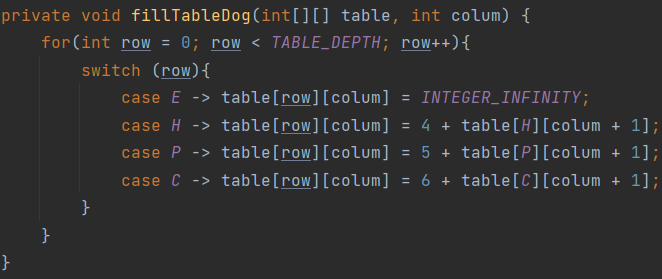 private void fillTableDog(int[][] table, int colum) {
    for(int row = 0; row < TABLE_DEPTH; row++){
        switch (row){
            case E -> table[row][colum] = INTEGER_INFINITY;
            case H -> table[row][colum] = 4 + table[H][colum + 1];
            case P -> table[row][colum] = 5 + table[P][colum + 1];
            case C -> table[row][colum] = 6 + table[C][colum + 1];
        }
    }
}